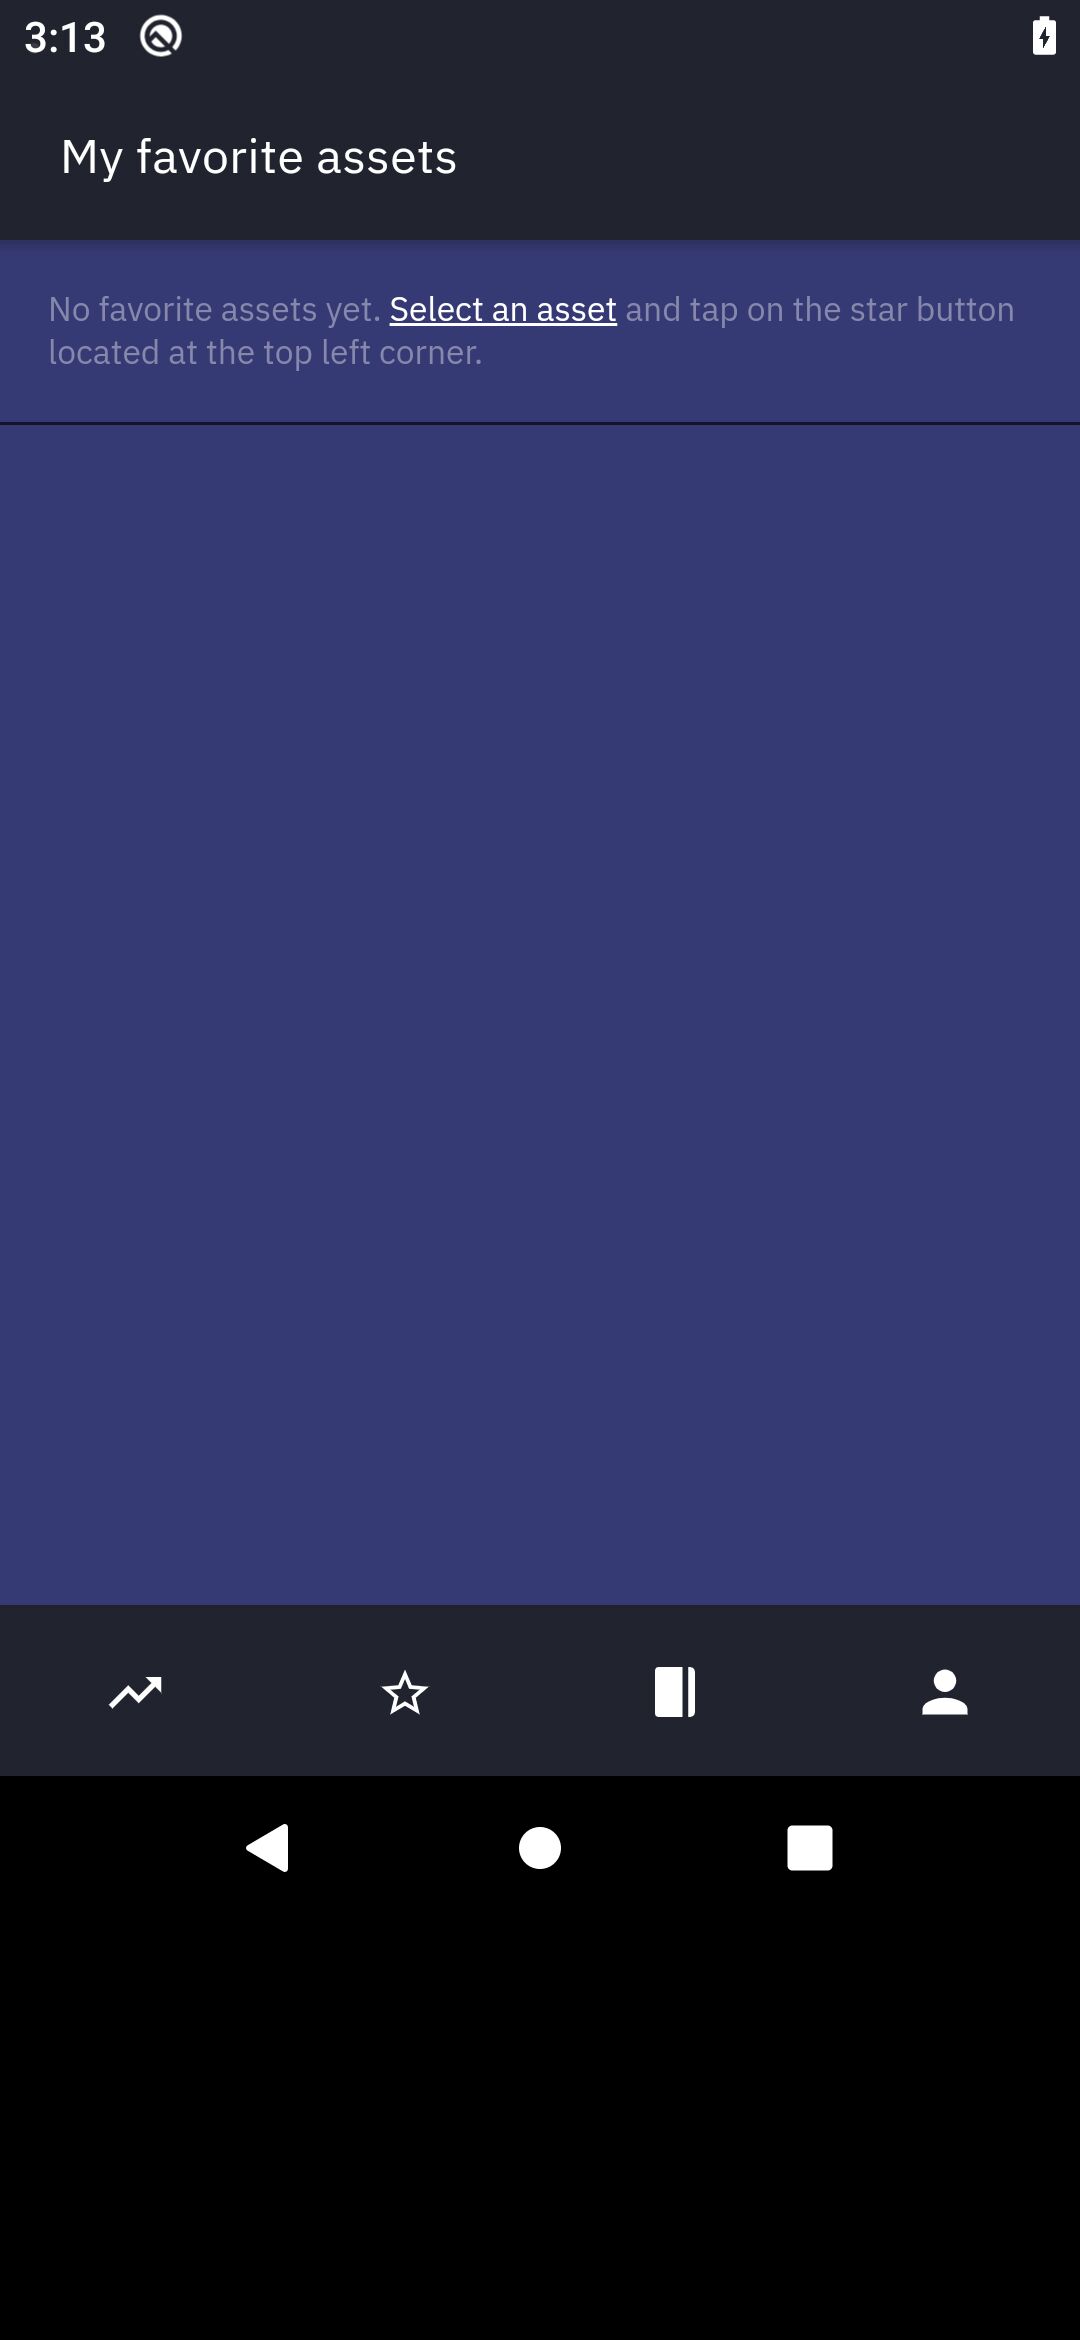 3:13
My favorite assets
No favorite assets yet. Select an asset and tap on the star button
located at the top left corner.